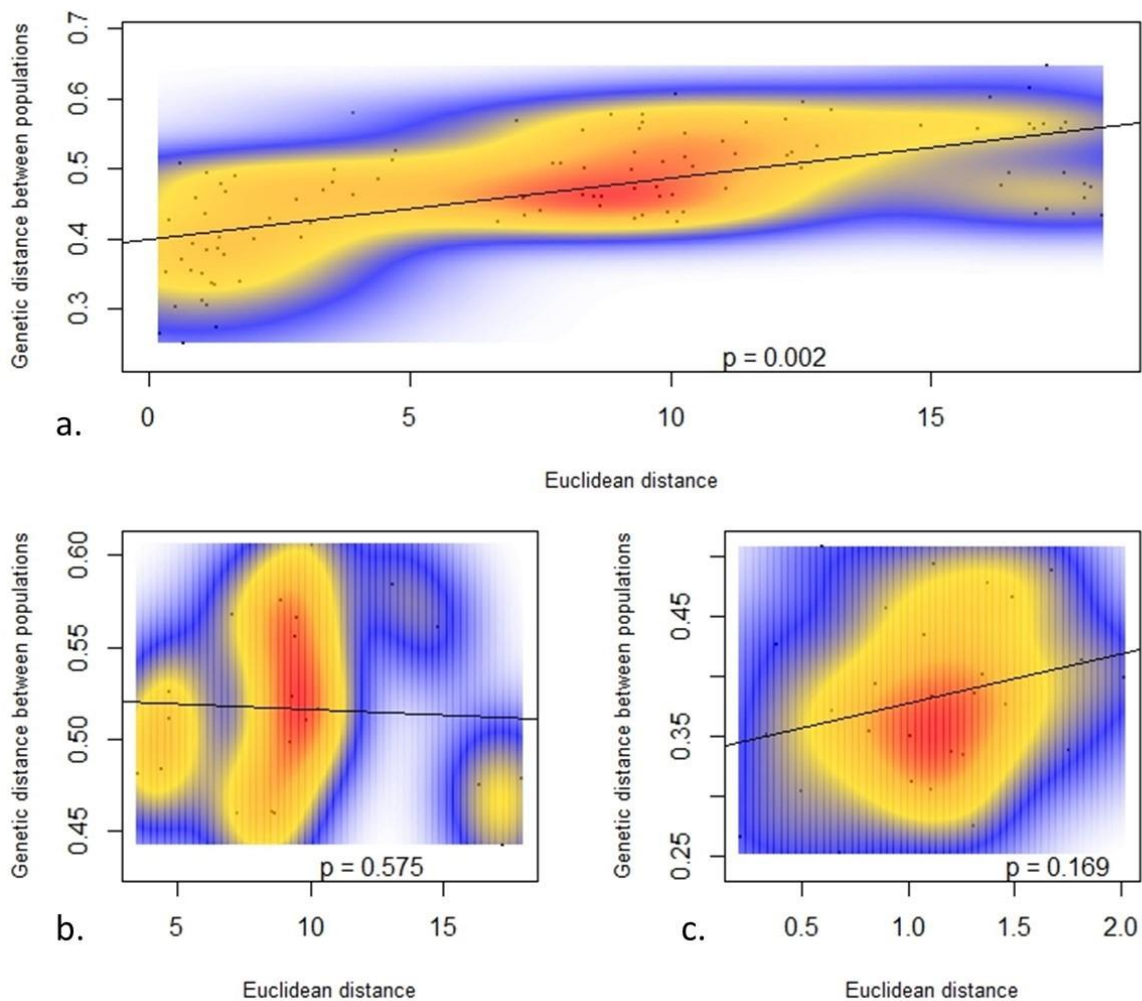 Genetic distance between populations
0.7
0.6
0.5
0.4
0.3
p = 0.002
0
5
10
15
a.
Euclidean distance
Genetic distance between populations
0.60
0.55
0.50
0.45
p = 0.575
5
10
15
b.
Euclidean distance
Genetic distance between populations
0.45
0.35
0.25
p = 0.169
0.5
1.0
1.5
2.0
c.
Euclidean distance